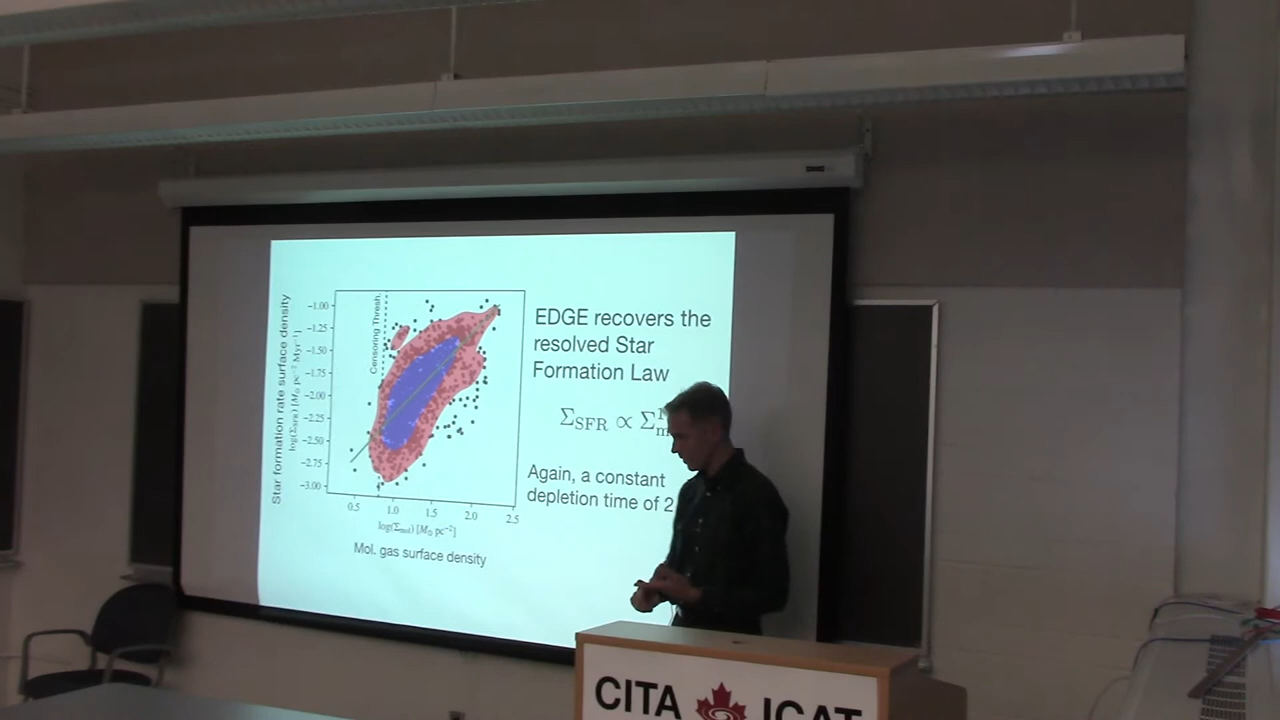 EDGE recovers the
resolved Star
Formation Law
Σ_SFR ∝ Σ
Again, a constant
depletion time of 2
Star formation rate surface density
log(Σ_SFR) [M⊙ pc⁻² Myr⁻¹]
Censoring Thresh.
−1.00
−1.25
−1.50
−1.75
−2.00
−2.25
−2.50
−2.75
−3.00
0.5 1.0 1.5 2.0 2.5
log(Σ_mol) [M⊙ pc⁻²]
Mol. gas surface density
CITA ICAT